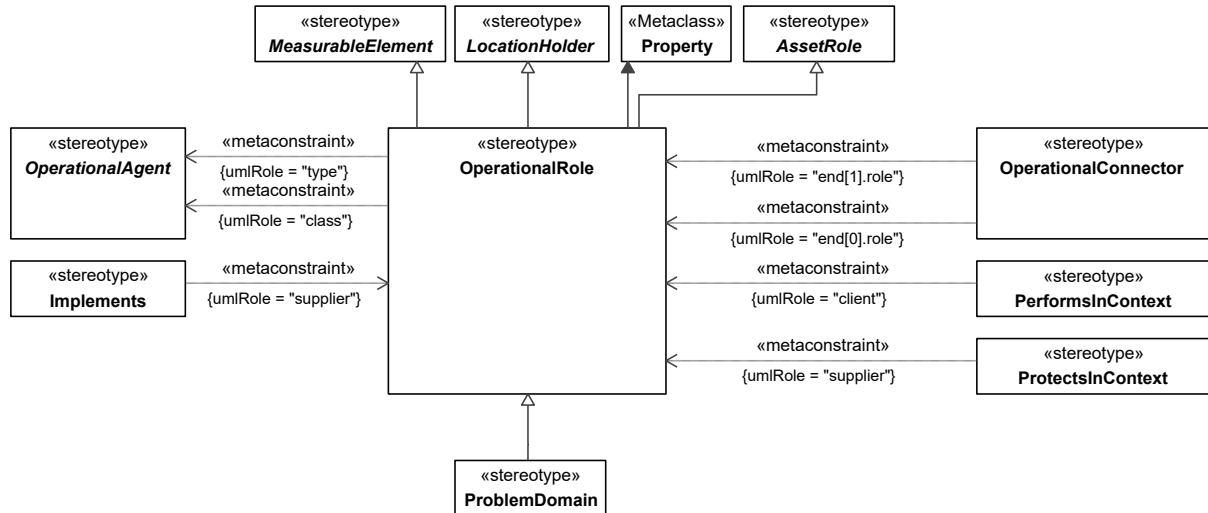 «stereotype»
MeasurableElement
«stereotype»
LocationHolder
«Metaclass»
Property
«stereotype»
AssetRole
«stereotype»
OperationalAgent
«metaconstraint»
{umlRole = "type"}
«metaconstraint»
{umlRole = "class"}
«stereotype»
OperationalRole
«metaconstraint»
{umlRole = "end[1].role"}
«metaconstraint»
{umlRole = "end[0].role"}
«stereotype»
OperationalConnector
«stereotype»
Implements
«metaconstraint»
{umlRole = "supplier"}
«metaconstraint»
{umlRole = "client"}
«stereotype»
PerformsInContext
«metaconstraint»
{umlRole = "supplier"}
«stereotype»
ProtectsInContext
«stereotype»
ProblemDomain